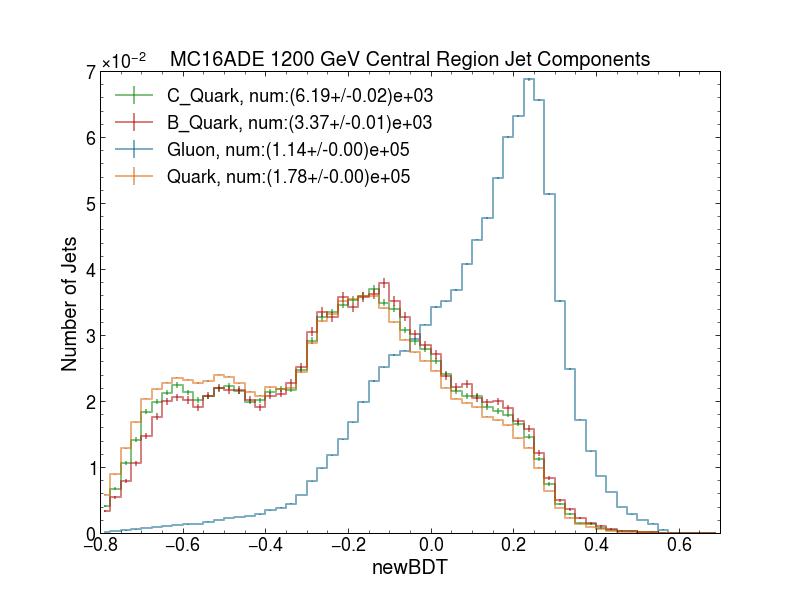 ×10⁻² MC16ADE 1200 GeV Central Region Jet Components
7
6
5
4
3
2
1
0
Number of Jets
C_Quark, num:(6.19+/-0.02)e+03
B_Quark, num:(3.37+/-0.01)e+03
Gluon, num:(1.14+/-0.00)e+05
Quark, num:(1.78+/-0.00)e+05
−0.8 −0.6 −0.4 −0.2 0.0 0.2 0.4 0.6
newBDT